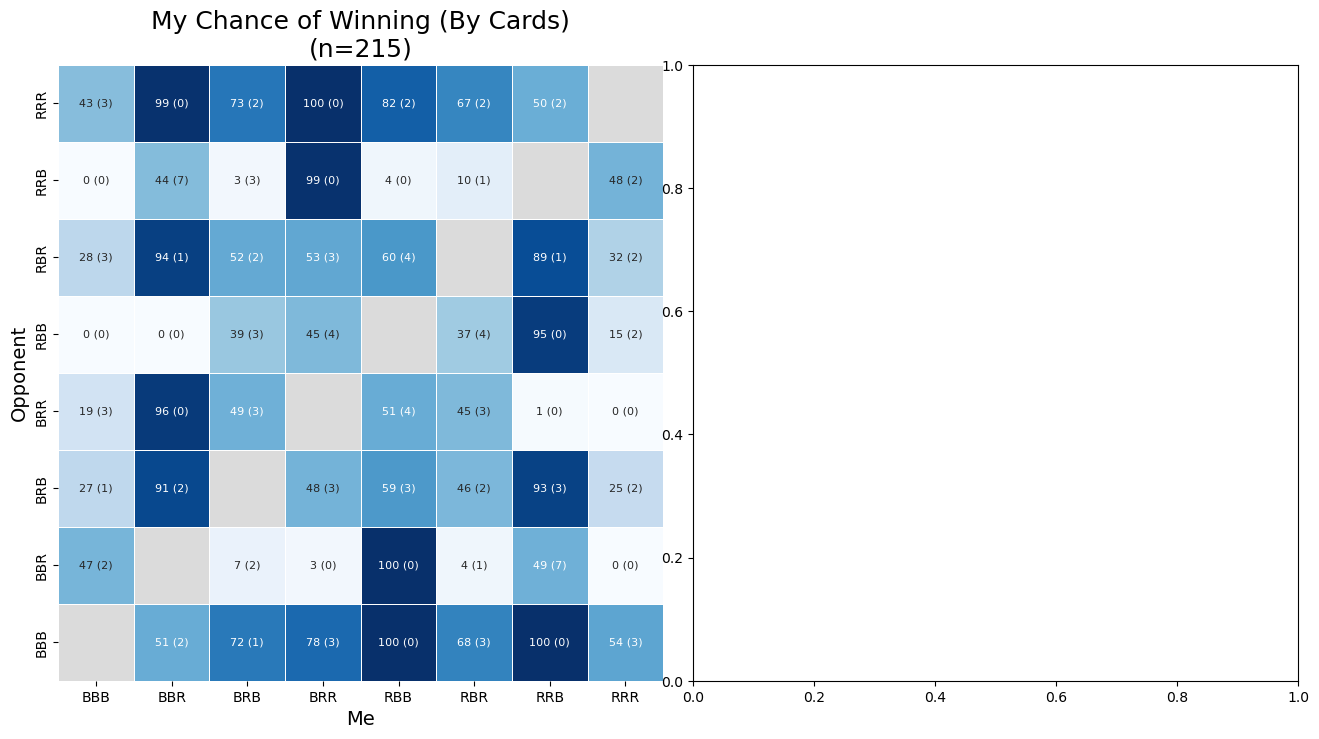 My Chance of Winning (By Cards)
(n=215)
RRR 43 (3) 99 (0) 73 (2) 100 (0) 82 (2) 67 (2) 50 (2)
RRB 0 (0) 44 (7) 3 (3) 99 (0) 4 (0) 10 (1) 48 (2)
RBR 28 (3) 94 (1) 52 (2) 53 (3) 60 (4) 89 (1) 32 (2)
RBB 0 (0) 0 (0) 39 (3) 45 (4) 37 (4) 95 (0) 15 (2)
BRR 19 (3) 96 (0) 49 (3) 51 (4) 45 (3) 1 (0) 0 (0)
BRB 27 (1) 91 (2) 48 (3) 59 (3) 46 (2) 93 (3) 25 (2)
BBR 47 (2) 7 (2) 3 (0) 100 (0) 4 (1) 49 (7) 0 (0)
BBB 51 (2) 72 (1) 78 (3) 100 (0) 68 (3) 100 (0) 54 (3)
BBB BBR BRB BRR RBB RBR RRB RRR
Opponent
Me
1.0
0.8
0.6
0.4
0.2
0.0
0.0 0.2 0.4 0.6 0.8 1.0